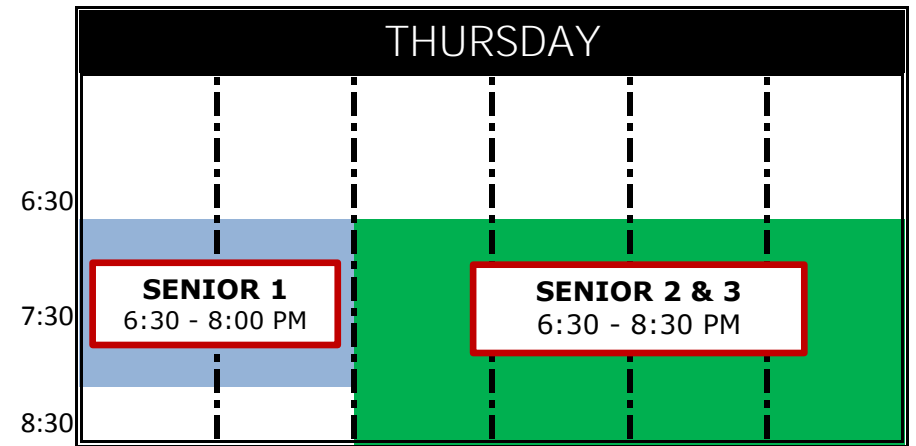 THURSDAY
6:30
SENIOR 1
6:30 - 8:00 PM
SENIOR 2 & 3
6:30 - 8:30 PM
7:30
8:30